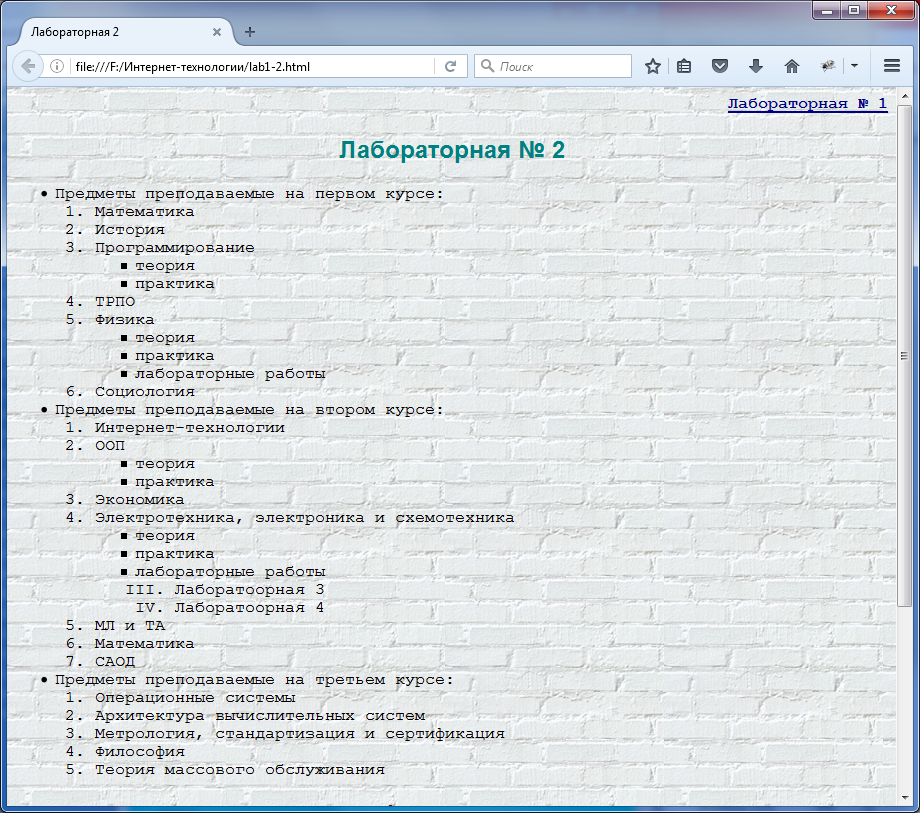 Лабораторная 2
file:///F:/Интернет-технологии/lab1-2.html
Поиск
Лабораторная № 1
Лабораторная № 2
• Предметы преподаваемые на первом курсе:
1. Математика
2. История
3. Программирование
▪ теория
▪ практика
4. ТРПО
5. Физика
▪ теория
▪ практика
▪ лабораторные работы
6. Социология
• Предметы преподаваемые на втором курсе:
1. Интернет-технологии
2. ООП
▪ теория
▪ практика
3. Экономика
4. Электротехника, электроника и схемотехника
▪ теория
▪ практика
▪ лабораторные работы
III. Лаборатоорная 3
IV. Лаборатоорная 4
5. МЛ и ТА
6. Математика
7. САОД
• Предметы преподаваемые на третьем курсе:
1. Операционные системы
2. Архитектура вычислительных систем
3. Метрология, стандартизация и сертификация
4. Философия
5. Теория массового обслуживания